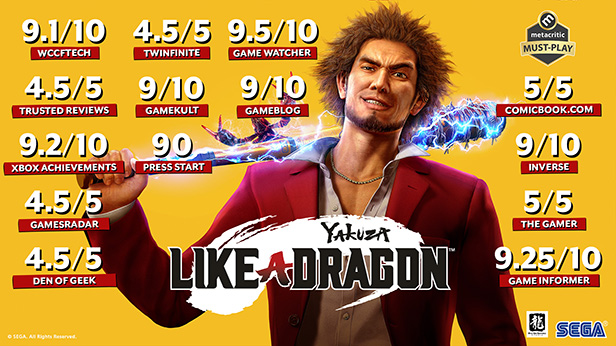 9.1/10
WCCFTECH
4.5/5
TWINFINITE
9.5/10
GAME WATCHER
4.5/5
TRUSTED REVIEWS
9/10
GAMEKULT
9/10
GAMEBLOG
9.2/10
XBOX ACHIEVEMENTS
90
PRESS START
4.5/5
GAMESRADAR
4.5/5
DEN OF GEEK
metacritic
MUST-PLAY
5/5
COMICBOOK.COM
9/10
INVERSE
5/5
THE GAMER
9.25/10
GAME INFORMER
YAKUZA
LIKE A DRAGON™
© SEGA. All Rights Reserved.
龍
SEGA